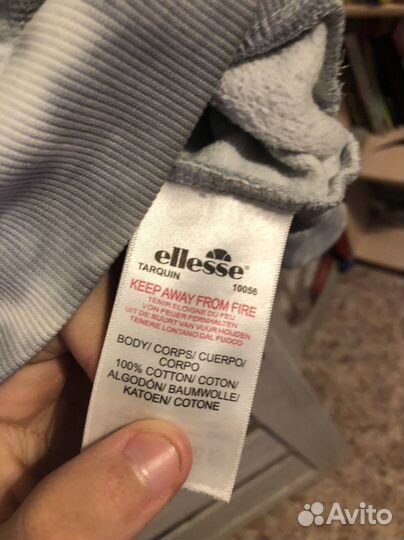 ellesse
TARQUIN 10056
KEEP AWAY FROM FIRE
TENIR ELOIGNE DU FEU
VON FEUER FERNHALTEN
UIT DE BUURT VAN VUUR HOUDEN
TENERE LONTANO DAL FUOCO
BODY/ CORPS/ CUERPO/
CORPO
100% COTTON/ COTON/
ALGODÓN/ BAUMWOLLE/
KATOEN/ COTONE
Avito